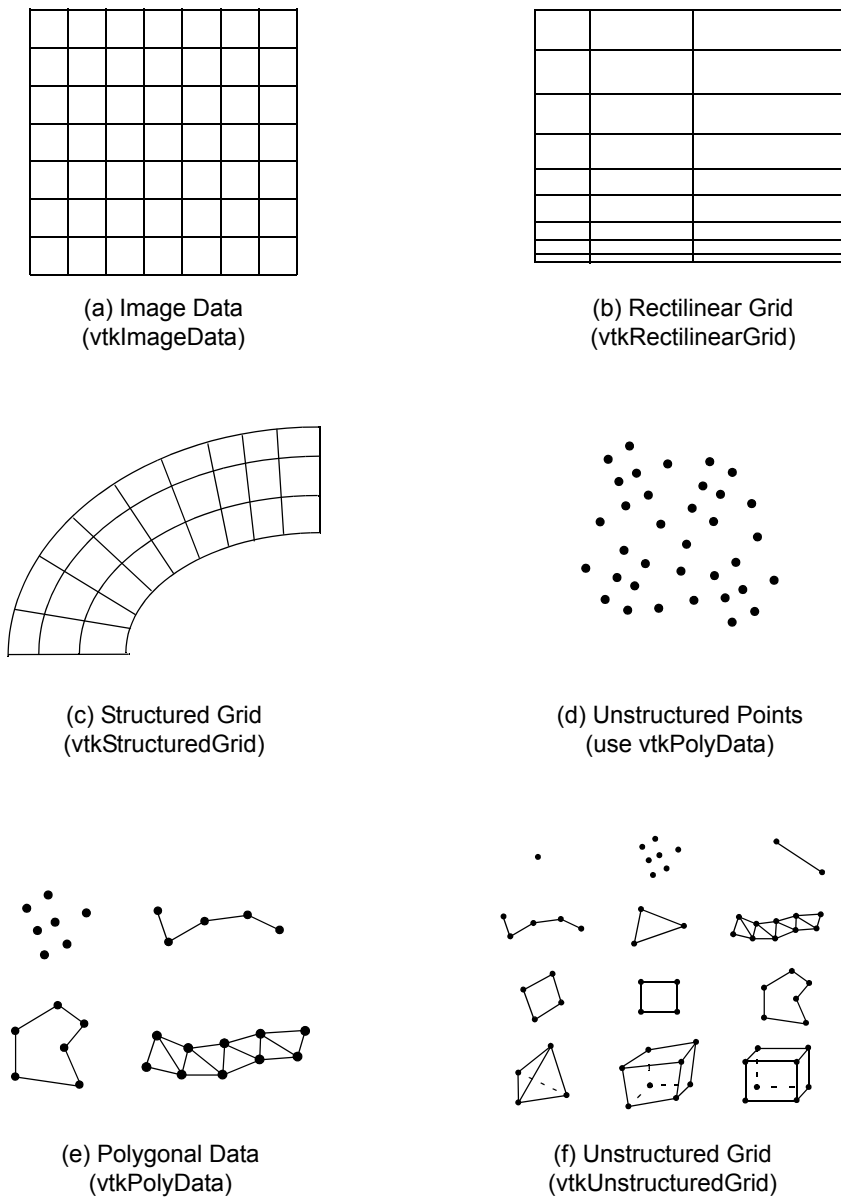 (a) Image Data
(vtkImageData)
(b) Rectilinear Grid
(vtkRectilinearGrid)
(c) Structured Grid
(vtkStructuredGrid)
(d) Unstructured Points
(use vtkPolyData)
(e) Polygonal Data
(vtkPolyData)
(f) Unstructured Grid
(vtkUnstructuredGrid)